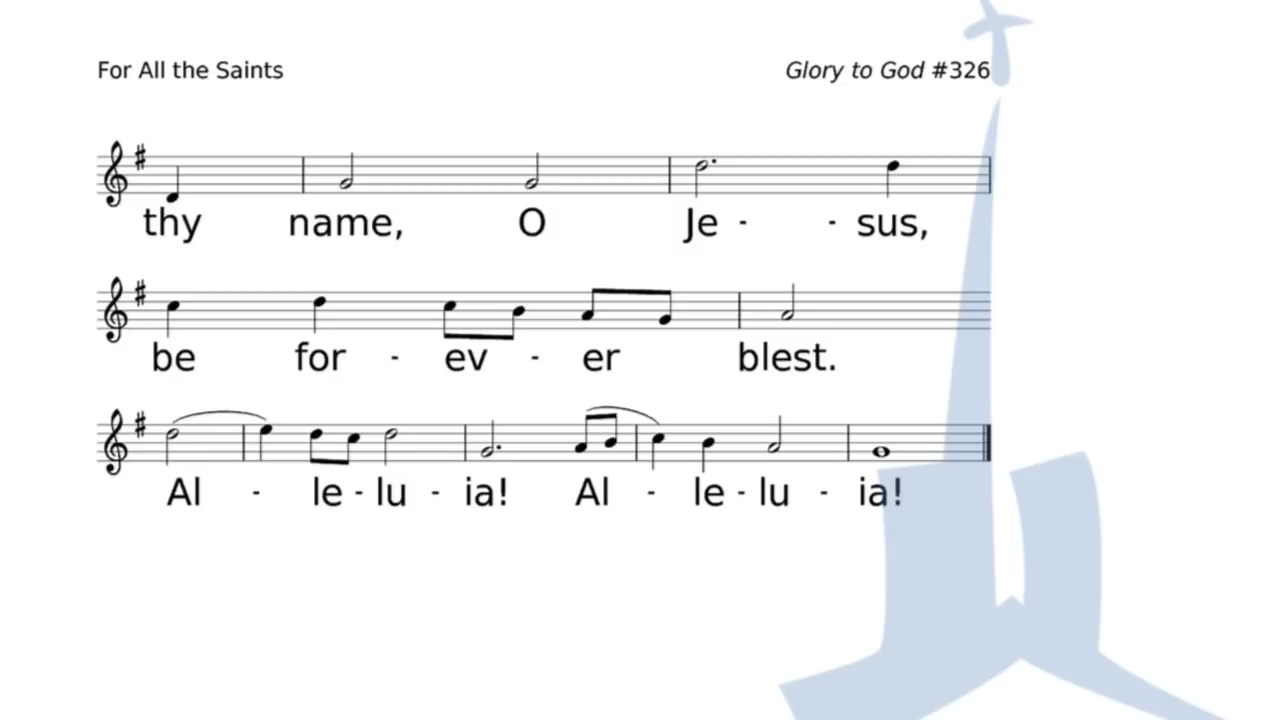 For All the Saints
Glory to God #326
thy name, O Je - - sus,
be for - ev - er blest.
Al - le - lu - ia! Al - le - lu - ia!